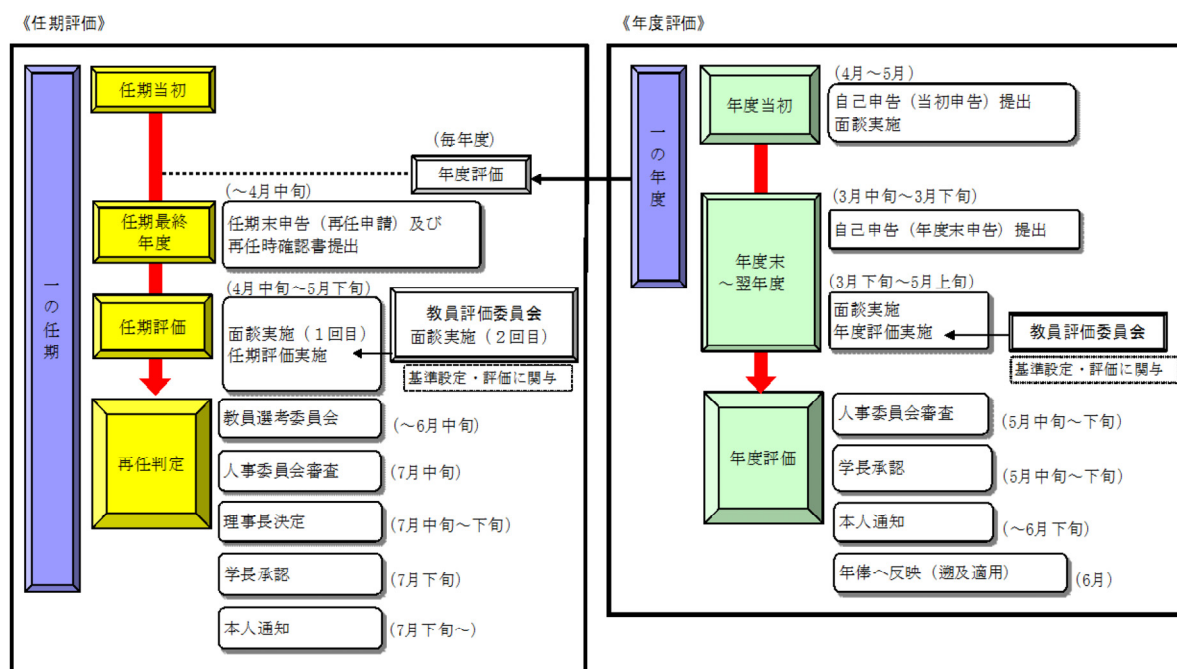 《任期評価》
一の任期
任期当初
(毎年度)
年度評価
(～4月中旬)
任期最終
年度
任期末申告（再任申請）及び
再任時確認書提出
(4月中旬～5月下旬)
任期評価
面談実施（１回目）
任期評価実施
教員評価委員会
面談実施（２回目）
基準設定・評価に関与
再任判定
教員選考委員会
(～6月中旬)
人事委員会審査
(7月中旬)
理事長決定
(7月中旬～下旬)
学長承認
(7月下旬)
本人通知
(7月下旬～)
《年度評価》
一の年度
年度当初
(4月～5月)
自己申告（当初申告）提出
面談実施
年度末
～翌年度
(3月中旬～3月下旬)
自己申告（年度末申告）提出
(3月下旬～5月上旬)
面談実施
年度評価実施
教員評価委員会
基準設定・評価に関与
年度評価
人事委員会審査
(5月中旬～下旬)
学長承認
(5月中旬～下旬)
本人通知
(～6月下旬)
年俸へ反映（遡及適用）
(6月)